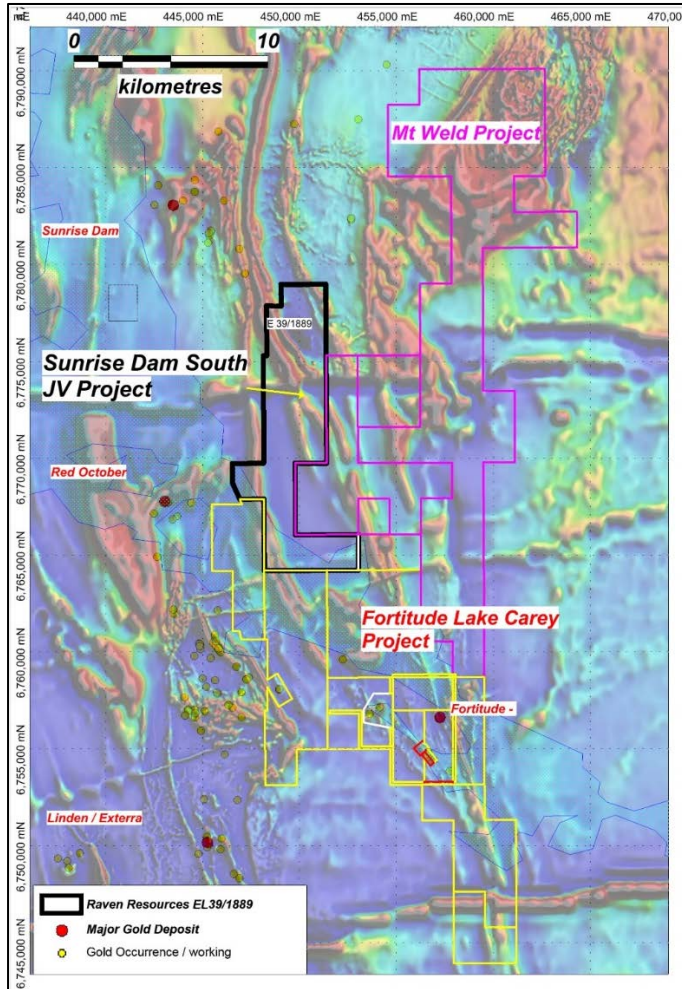 mE
440,000 mE
445,000 mE
450,000 mE
455,000 mE
460,000 mE
465,000 mE
470,0
0
10
kilometres
6,790,000 mN
6,785,000 mN
6,780,000 mN
6,775,000 mN
6,770,000 mN
6,765,000 mN
6,760,000 mN
6,755,000 mN
6,750,000 mN
6,745,000 mN
Mt Weld Project
Sunrise Dam
E 39/1889
Sunrise Dam South
JV Project
Red October
Fortitude Lake Carey
Project
Fortitude -
Linden / Exterra
Raven Resources EL39/1889
Major Gold Deposit
Gold Occurrence / working